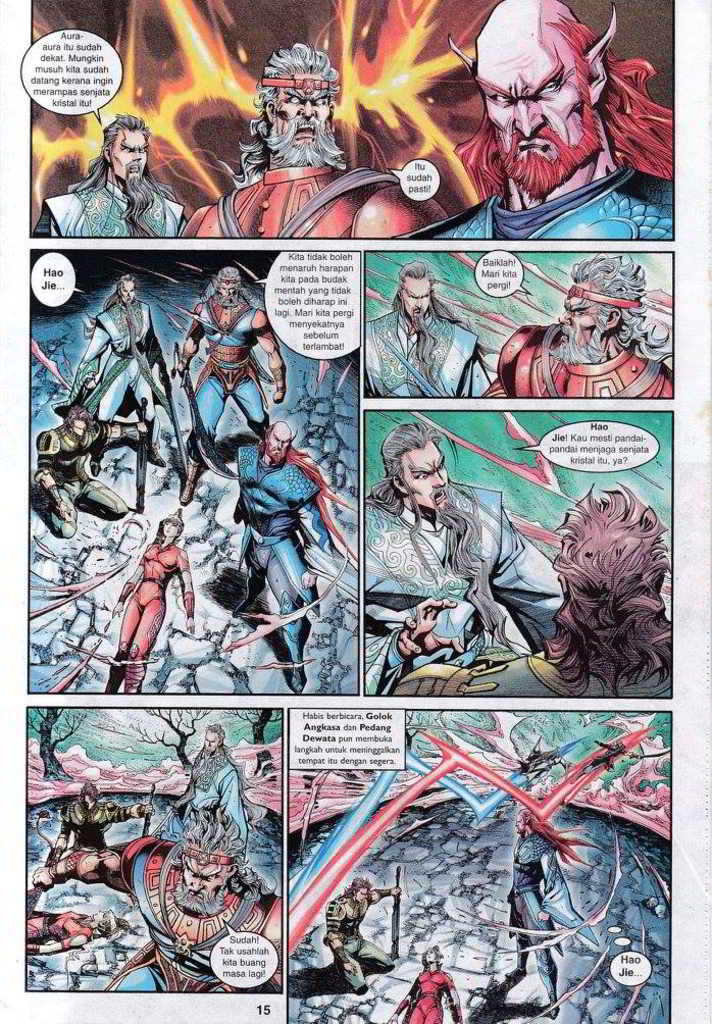 Aura-
aura itu sudah
dekat. Mungkin
musuh kita sudah
datang kerana ingin
merampas senjata
kristal itu!
Itu
sudah
pasti!
Hao
Jie...
Kita tidak boleh
menaruh harapan
kita pada budak
mentah yang tidak
boleh diharap ini
lagi. Mari kita pergi
menyekatnya
sebelum
terlambat!
Baiklah!
Mari kita
pergi!
Hao
Jie! Kau mesti pandai-
pandai menjaga senjata
kristal itu, ya?
Sudah!
Tak usahlah
kita buang
masa lagi!
Habis berbicara, Golok
Angkasa dan Pedang
Dewata pun membuka
langkah untuk meninggalkan
tempat itu dengan segera.
Hao
Jie...
15